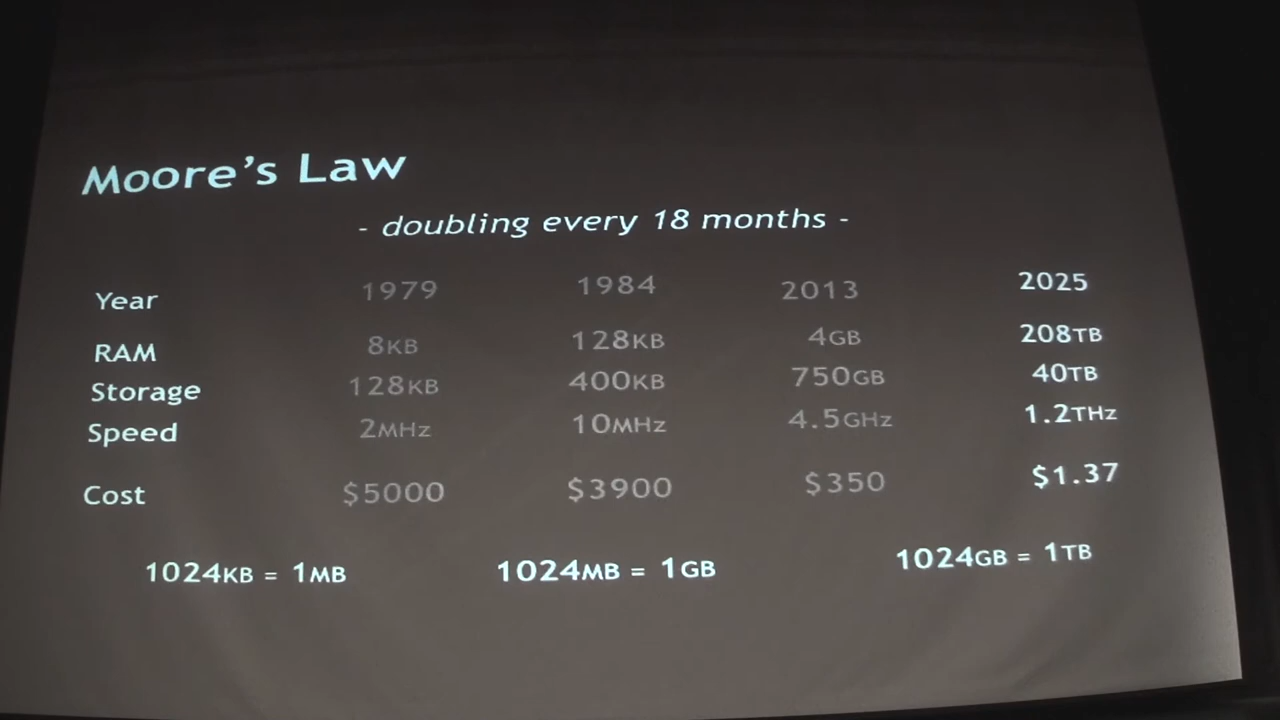 Moore's Law
- doubling every 18 months -
Year 1979 1984 2013 2025
RAM 8KB 128KB 4GB 208TB
Storage 128KB 400KB 750GB 40TB
Speed 2MHz 10MHz 4.5GHz 1.2THz
Cost $5000 $3900 $350 $1.37
1024KB = 1MB 1024MB = 1GB 1024GB = 1TB